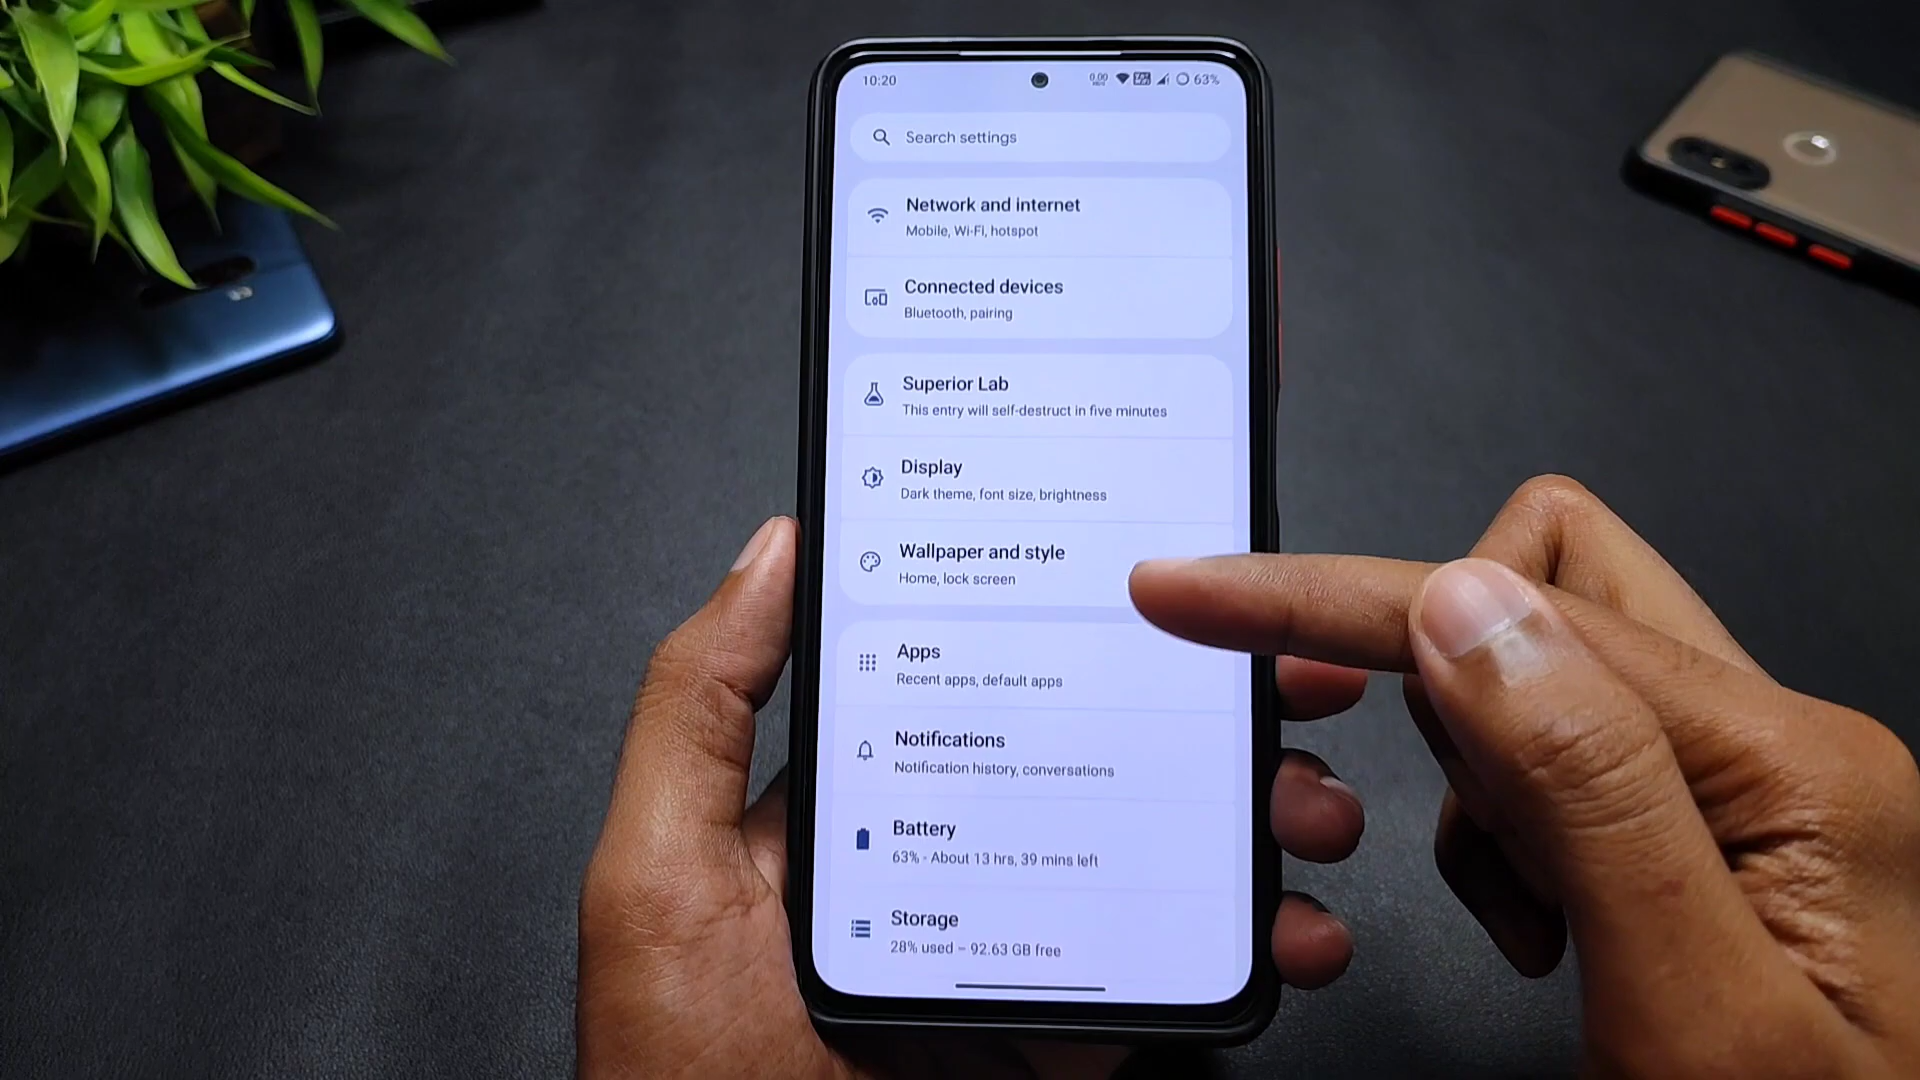 10:20
0.00
63%
Search settings
Network and internet
Mobile, Wi-Fi, hotspot
Connected devices
Bluetooth, pairing
Superior Lab
This entry will self-destruct in five minutes
Display
Dark theme, font size, brightness
Wallpaper and style
Home, lock screen
Apps
Recent apps, default apps
Notifications
Notification history, conversations
Battery
63% - About 13 hrs, 39 mins left
Storage
28% used – 92.63 GB free